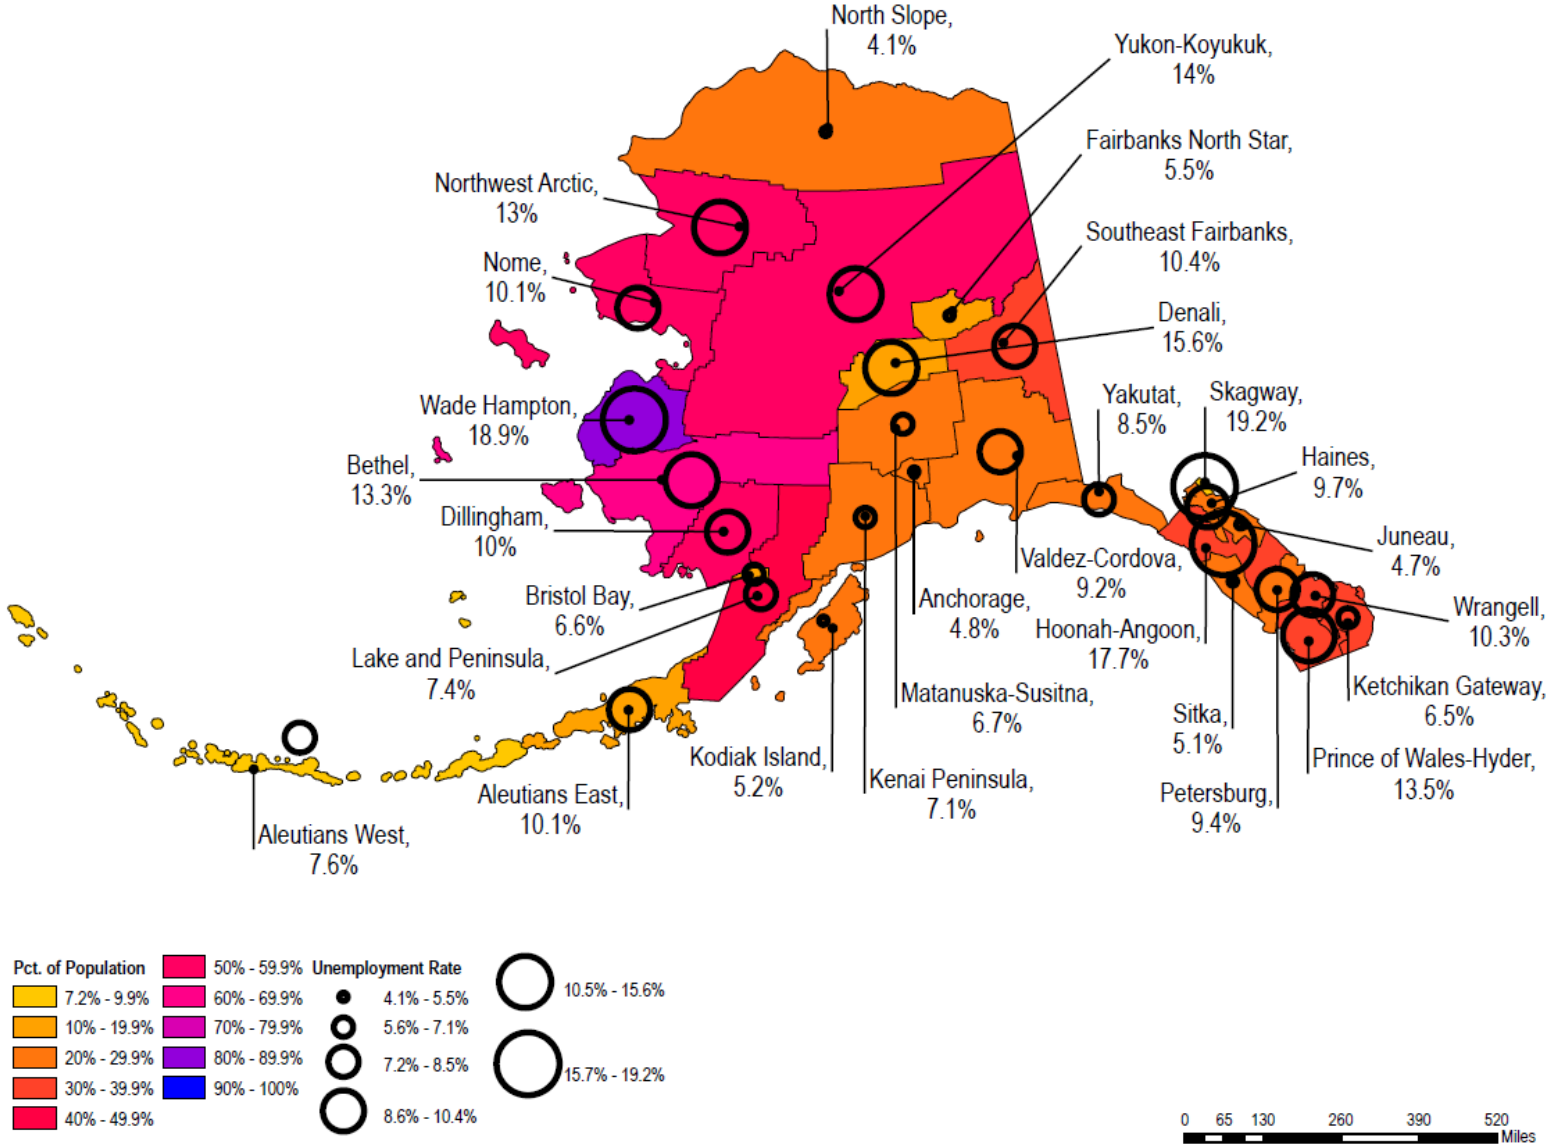 North Slope,
4.1%
Yukon-Koyukuk,
14%
Fairbanks North Star,
5.5%
Northwest Arctic,
13%
Southeast Fairbanks,
10.4%
Nome,
10.1%
Denali,
15.6%
Wade Hampton,
18.9%
Yakutat,
8.5%
Skagway,
19.2%
Haines,
9.7%
Bethel,
13.3%
Dillingham,
10%
Juneau,
4.7%
Valdez-Cordova,
9.2%
Bristol Bay,
6.6%
Anchorage,
4.8%
Hoonah-Angoon,
17.7%
Wrangell,
10.3%
Lake and Peninsula,
7.4%
Matanuska-Susitna,
6.7%
Ketchikan Gateway,
6.5%
Sitka,
5.1%
Kodiak Island,
5.2%
Kenai Peninsula,
7.1%
Prince of Wales-Hyder,
13.5%
Aleutians East,
10.1%
Petersburg,
9.4%
Aleutians West,
7.6%
Pct. of Population
7.2% - 9.9%
10% - 19.9%
20% - 29.9%
30% - 39.9%
40% - 49.9%
50% - 59.9%
60% - 69.9%
70% - 79.9%
80% - 89.9%
90% - 100%
Unemployment Rate
4.1% - 5.5%
5.6% - 7.1%
7.2% - 8.5%
8.6% - 10.4%
10.5% - 15.6%
15.7% - 19.2%
0 65 130 260 390 520
Miles